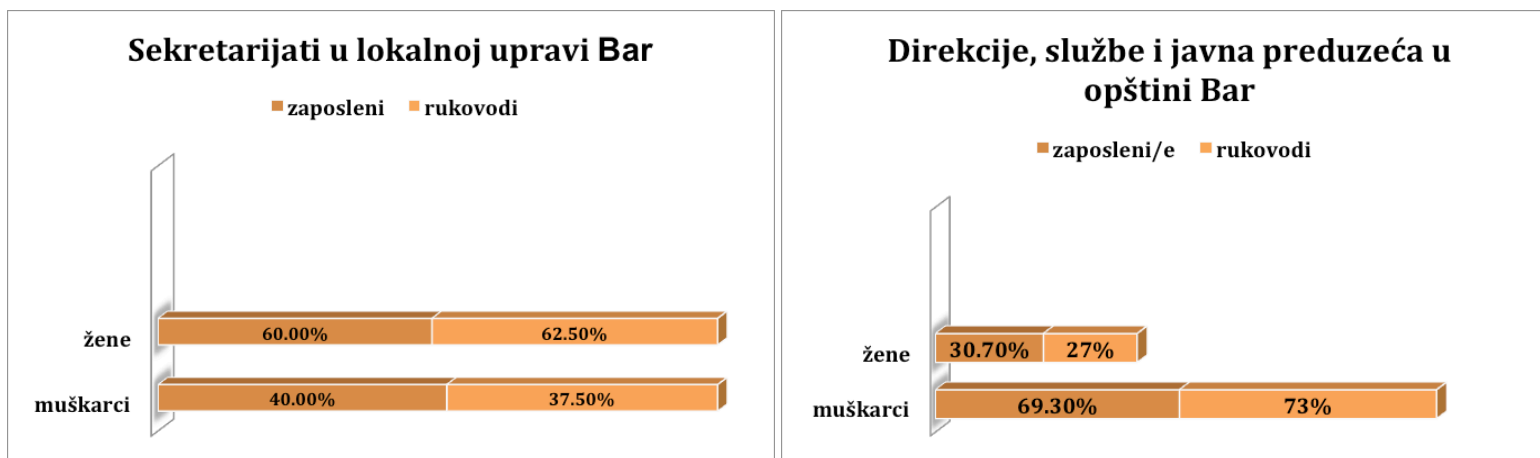 Sekretarijati u lokalnoj upravi Bar
zaposleni rukovodi
žene 60.00% 62.50%
muškarci 40.00% 37.50%
Direkcije, službe i javna preduzeća u
opštini Bar
zaposleni/e rukovodi
žene 30.70% 27%
muškarci 69.30% 73%